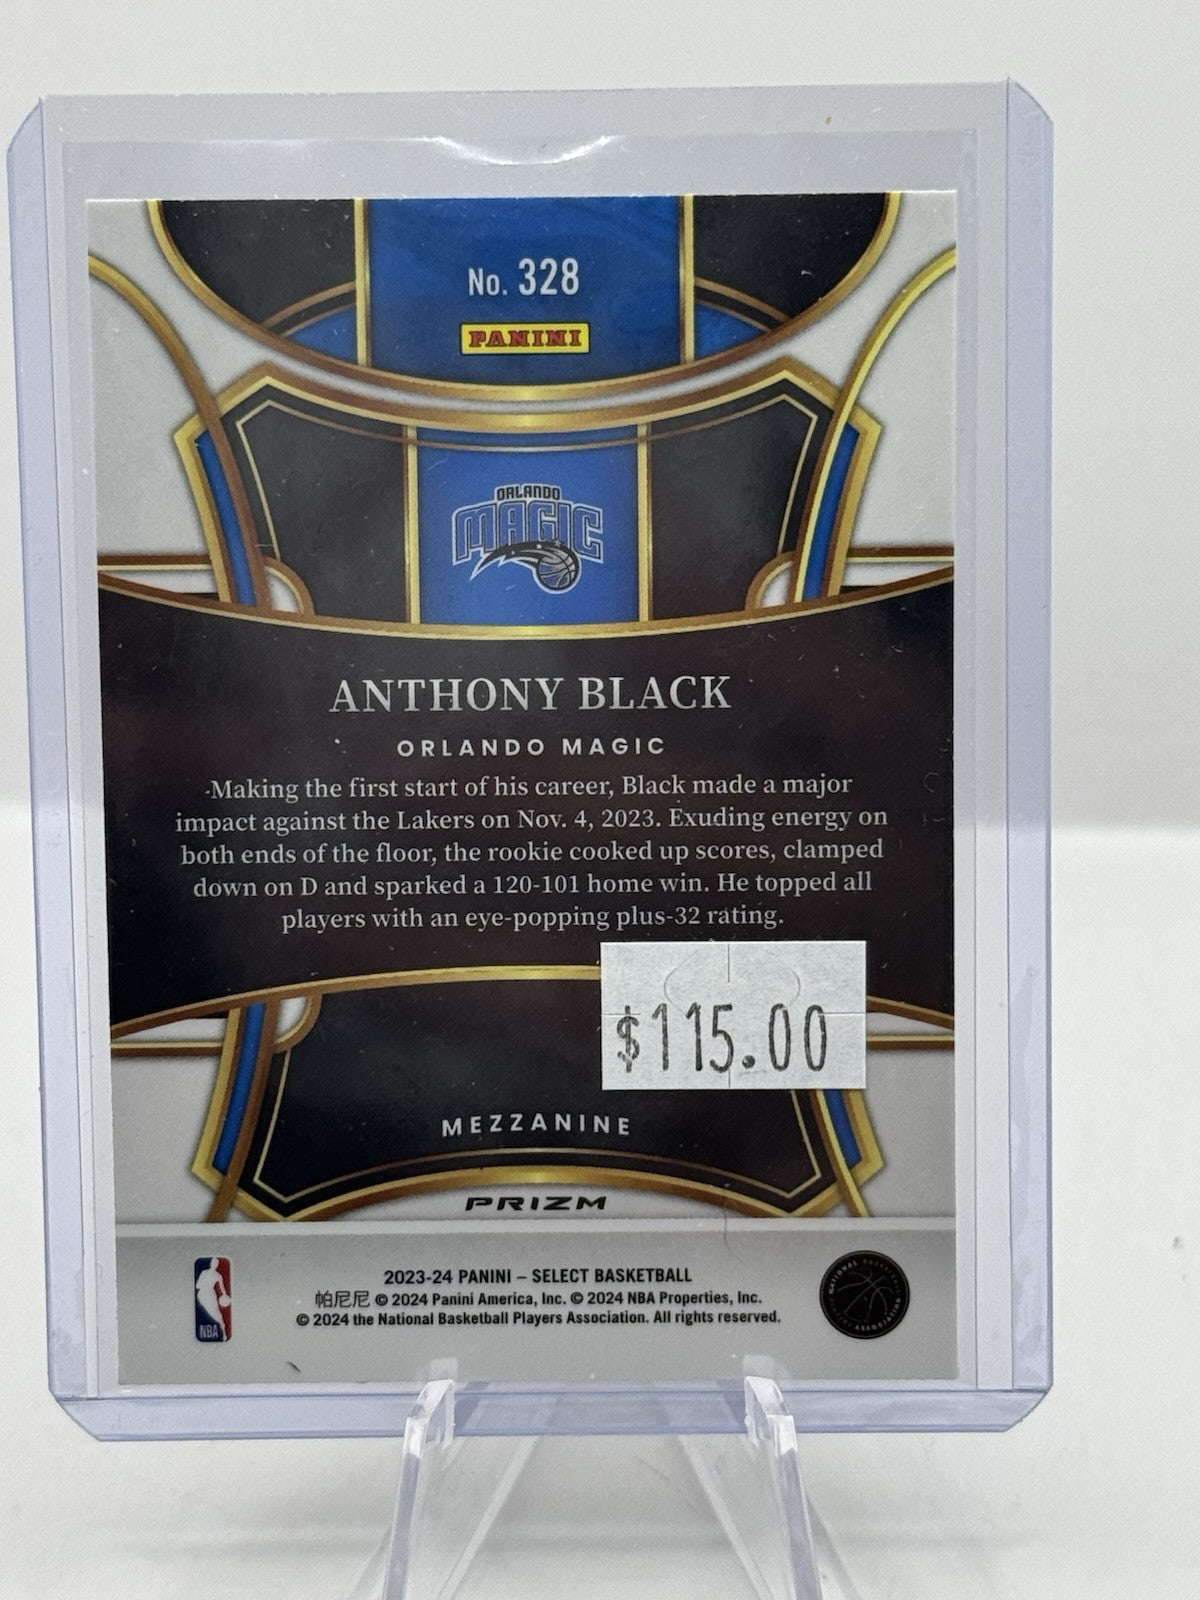 No. 328
PANINI
ORLANDO
MAGIC
ANTHONY BLACK
ORLANDO MAGIC
Making the first start of his career, Black made a major
impact against the Lakers on Nov. 4, 2023. Exuding energy on
both ends of the floor, the rookie cooked up scores, clamped
down on D and sparked a 120-101 home win. He topped all
players with an eye-popping plus-32 rating.
$115.00
MEZZANINE
PRIZM
2023-24 PANINI – SELECT BASKETBALL
帕尼尼 © 2024 Panini America, Inc. © 2024 NBA Properties, Inc.
© 2024 the National Basketball Players Association. All rights reserved.
NBA
NATIONAL BASKETBALL
PLAYERS ASSOCIATION